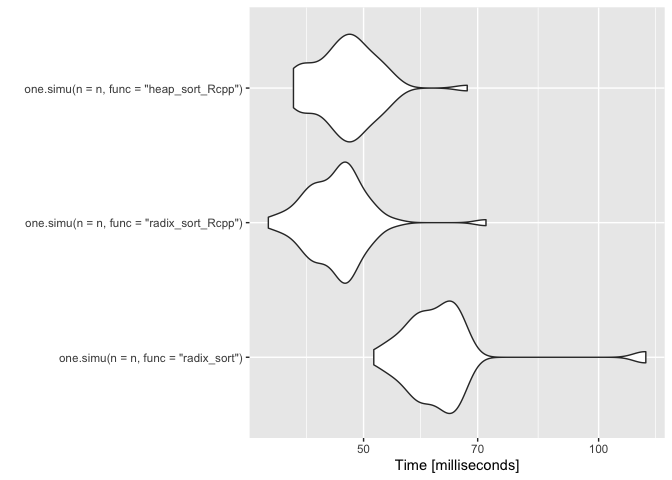 one.simu(n = n, func = "heap_sort_Rcpp")
one.simu(n = n, func = "radix_sort_Rcpp")
one.simu(n = n, func = "radix_sort")
50 70 100
Time [milliseconds]